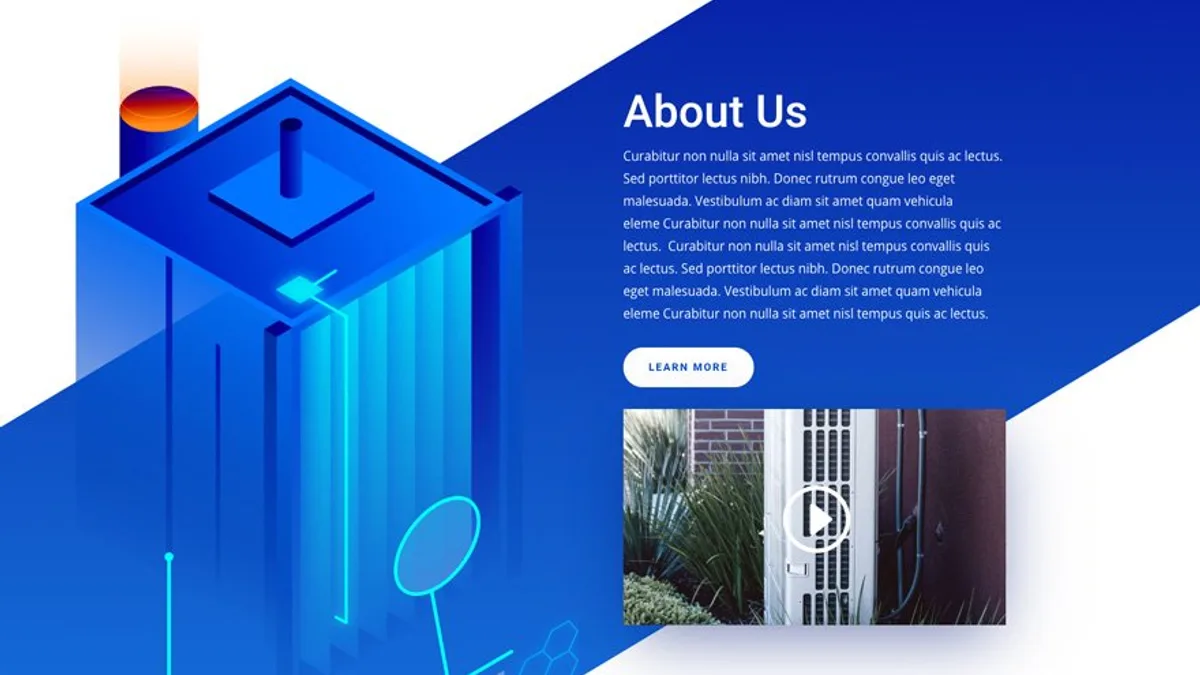 About Us
Curabitur non nulla sit amet nisl tempus convallis quis ac lectus.
Sed porttitor lectus nibh. Donec rutrum congue leo eget
malesuada. Vestibulum ac diam sit amet quam vehicula
eleme Curabitur non nulla sit amet nisl tempus convallis quis ac
lectus.  Curabitur non nulla sit amet nisl tempus convallis quis
ac lectus. Sed porttitor lectus nibh. Donec rutrum congue leo
eget malesuada. Vestibulum ac diam sit amet quam vehicula
eleme Curabitur non nulla sit amet nisl tempus quis ac lectus.
LEARN MORE